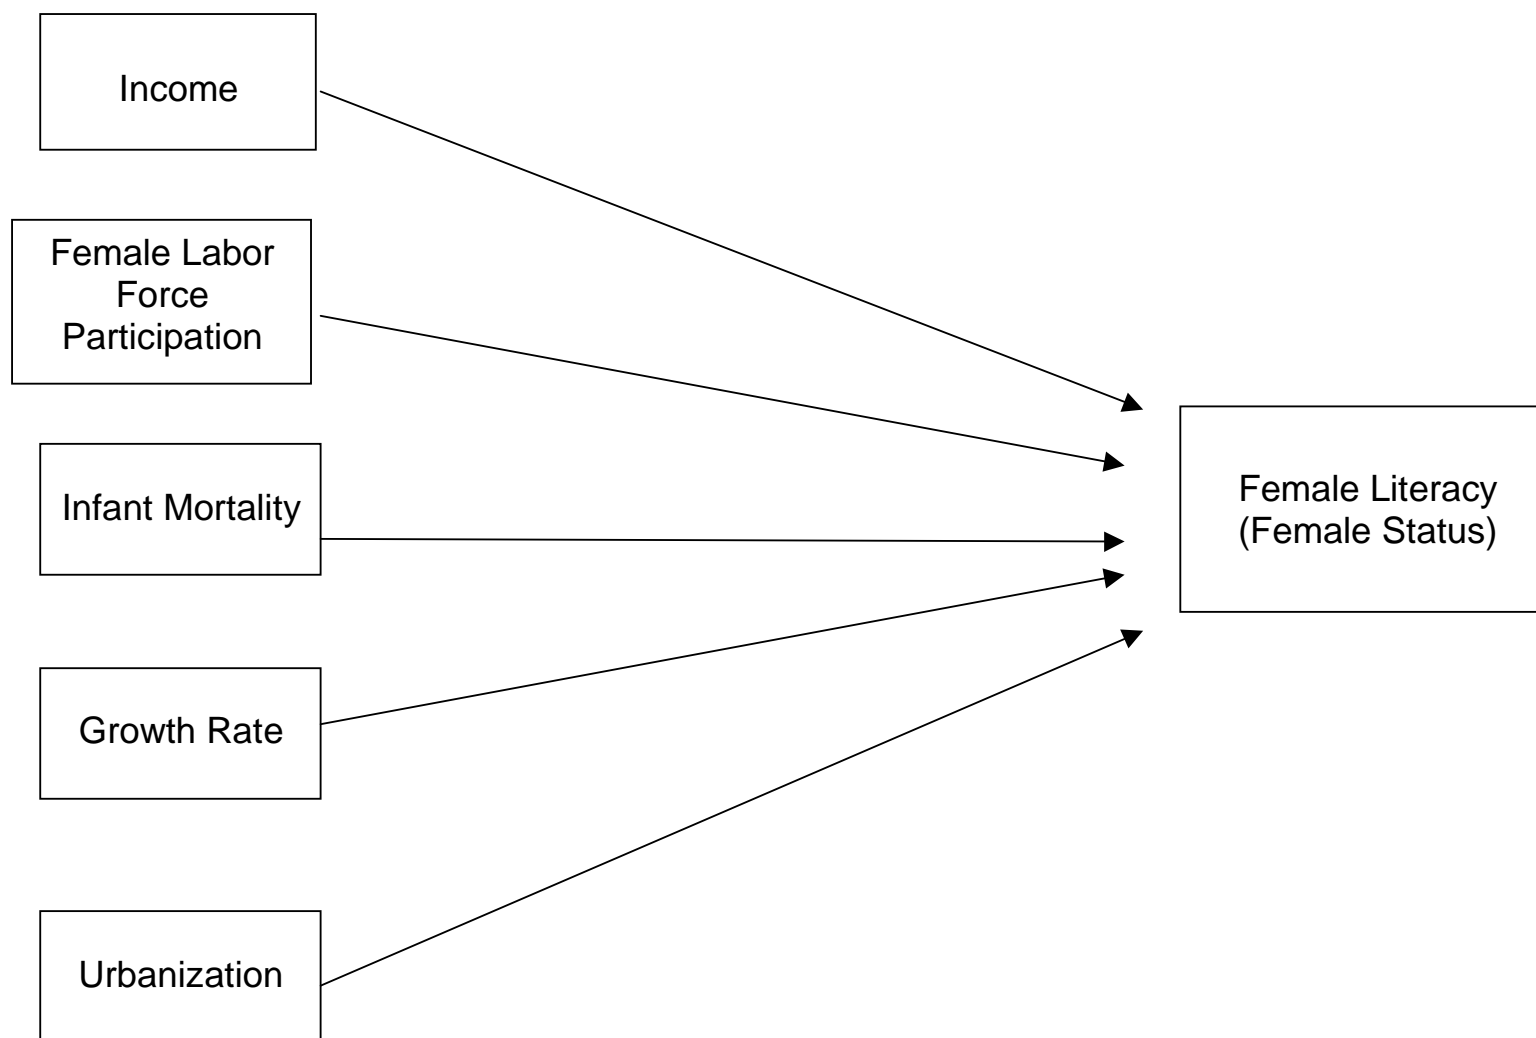 Income
Female Labor
Force
Participation
Infant Mortality
Female Literacy
(Female Status)
Growth Rate
Urbanization